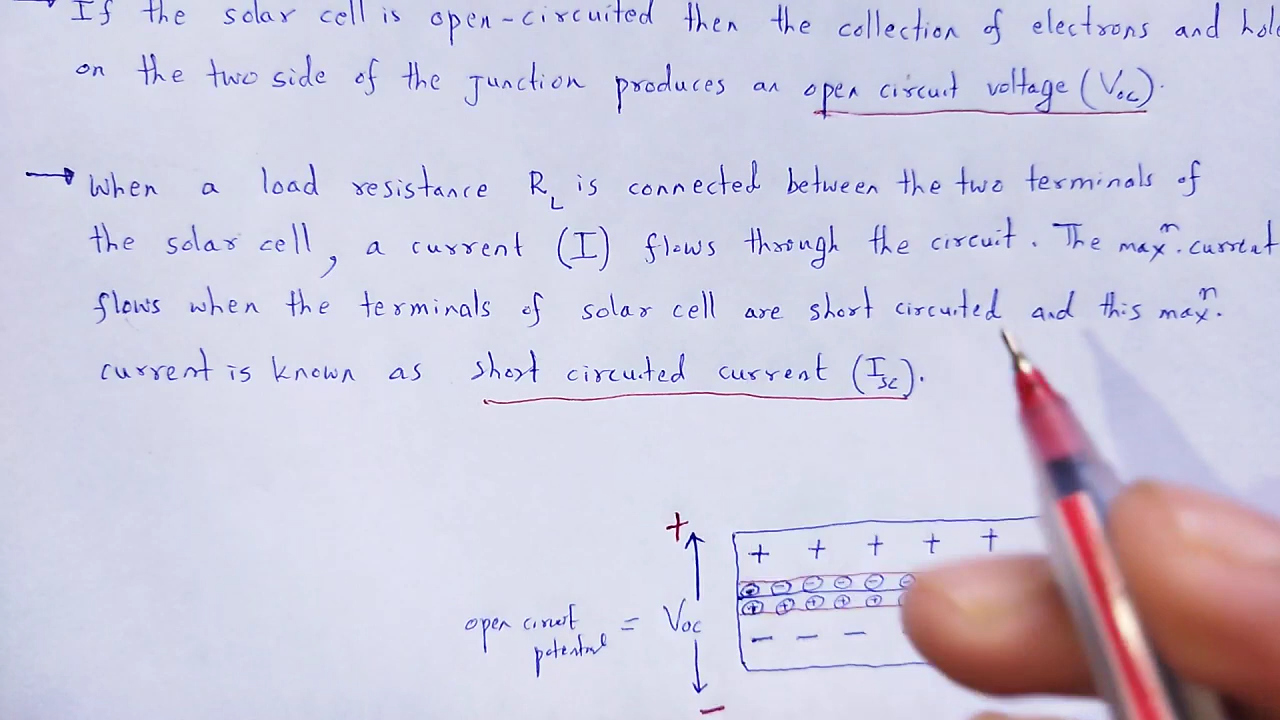 → If the solar cell is open-circuited then the collection of electrons and hole
on the two side of the junction produces an open circuit voltage (Voc).
→ When a load resistance RL is connected between the two terminals of
the solar cell, a current (I) flows through the circuit. The maxm. current
flows when the terminals of solar cell are short circuited and this maxm.
current is known as short circuited current (Isc).
+
+ + + + +
- - - - -
+ + + + +
open circuit potential = Voc
- - -
-